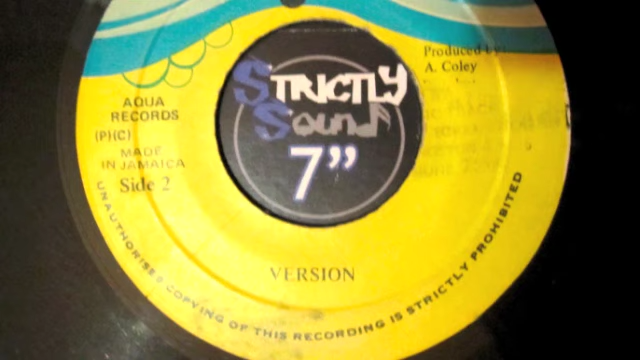 Produced by
A. Coley
STRICTLY
Sound
7”
AQUA
RECORDS
(P)(C)
MADE
IN JAMAICA
Side 2
VERSION
UNAUTHORISED COPYING OF THIS RECORDING IS STRICTLY PROHIBITED